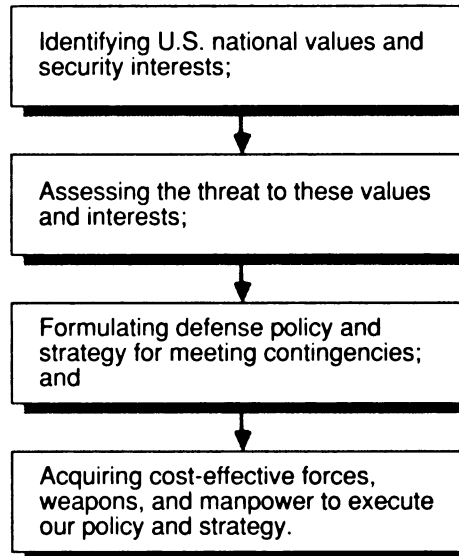 Identifying U.S. national values and
security interests;
Assessing the threat to these values
and interests;
Formulating defense policy and
strategy for meeting contingencies;
and
Acquiring cost-effective forces,
weapons, and manpower to execute
our policy and strategy.